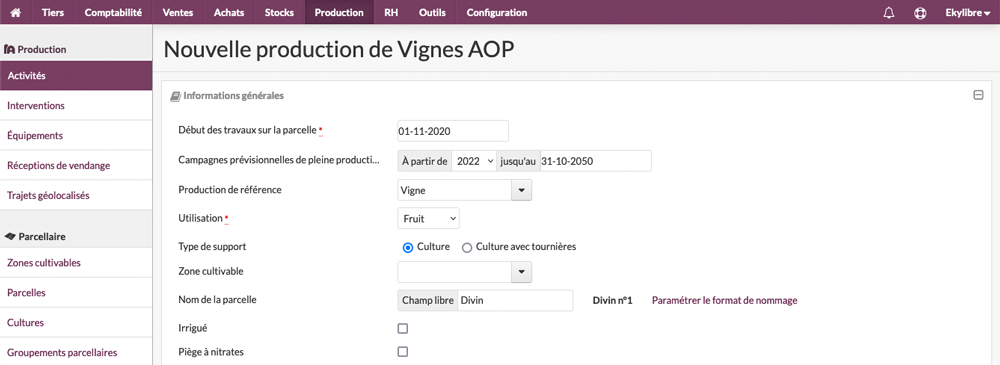 Tiers Comptabilité Ventes Achats Stocks Production RH Outils Configuration Ekylibre
Production
Activités
Interventions
Équipements
Réceptions de vendange
Trajets géolocalisés
Parcellaire
Zones cultivables
Parcelles
Cultures
Groupements parcellaires
Nouvelle production de Vignes AOP
Informations générales
Début des travaux sur la parcelle * 01-11-2020
Campagnes prévisionnelles de pleine producti... À partir de 2022 jusqu'au 31-10-2050
Production de référence Vigne
Utilisation * Fruit
Type de support Culture Culture avec tournières
Zone cultivable
Nom de la parcelle Champ libre Divin Divin n°1 Paramétrer le format de nommage
Irrigué
Piège à nitrates